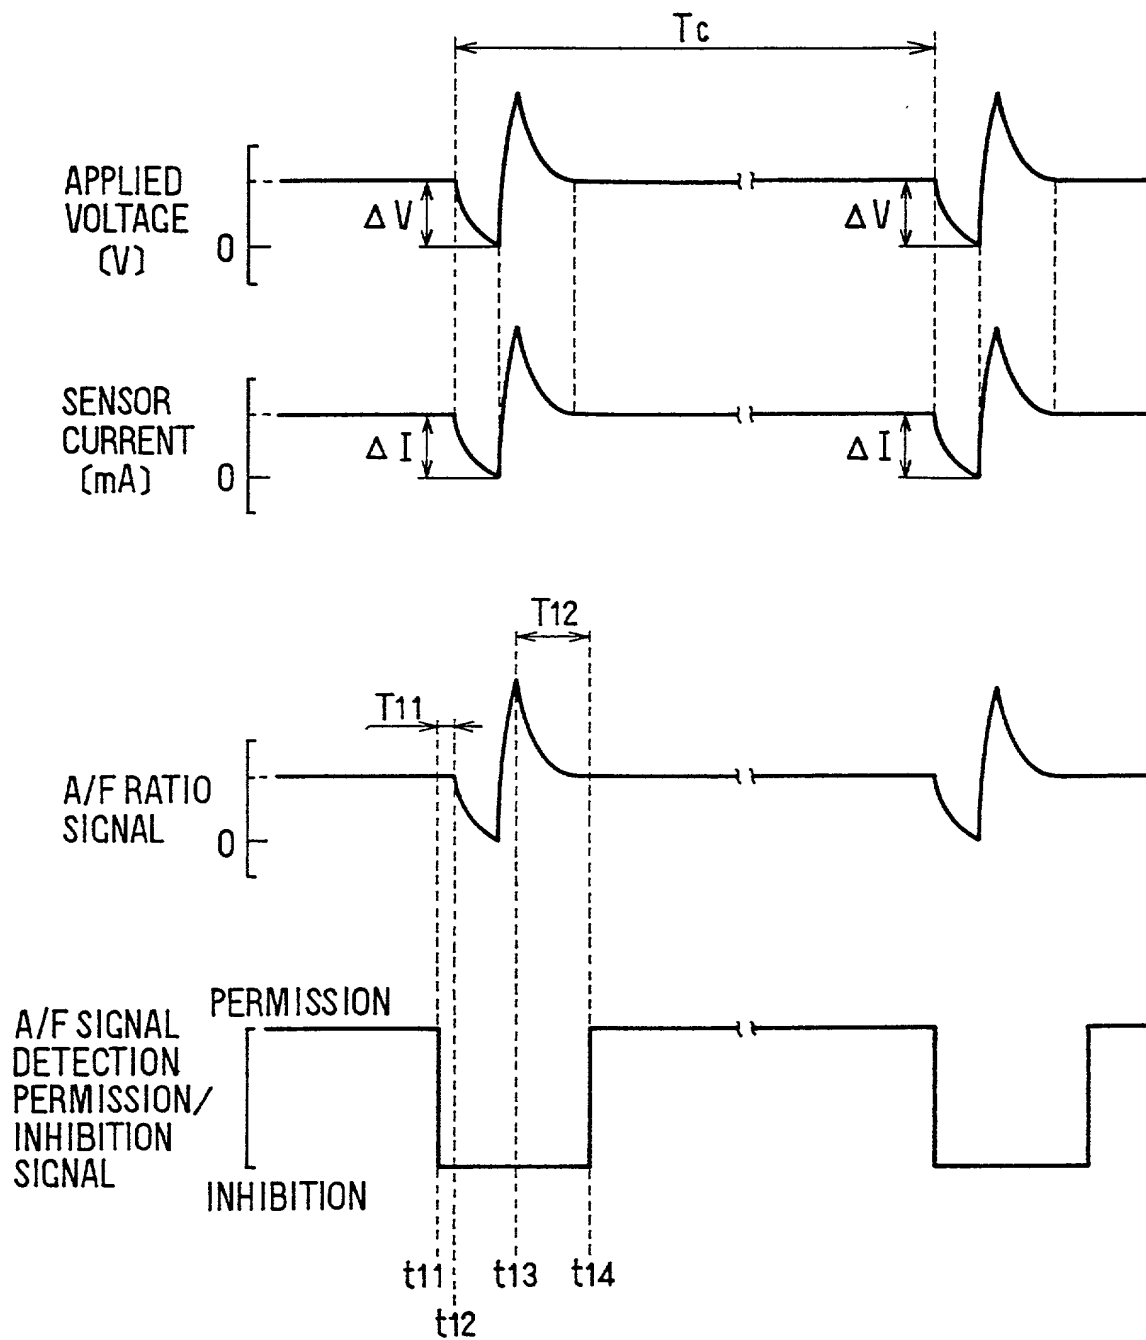 Tc
APPLIED
VOLTAGE
(V)
0
ΔV
ΔV
SENSOR
CURRENT
(mA)
0
ΔI
ΔI
T12
T11
A/F RATIO
SIGNAL
0
PERMISSION
A/F SIGNAL
DETECTION
PERMISSION/
INHIBITION
SIGNAL
INHIBITION
t11
t13
t14
t12